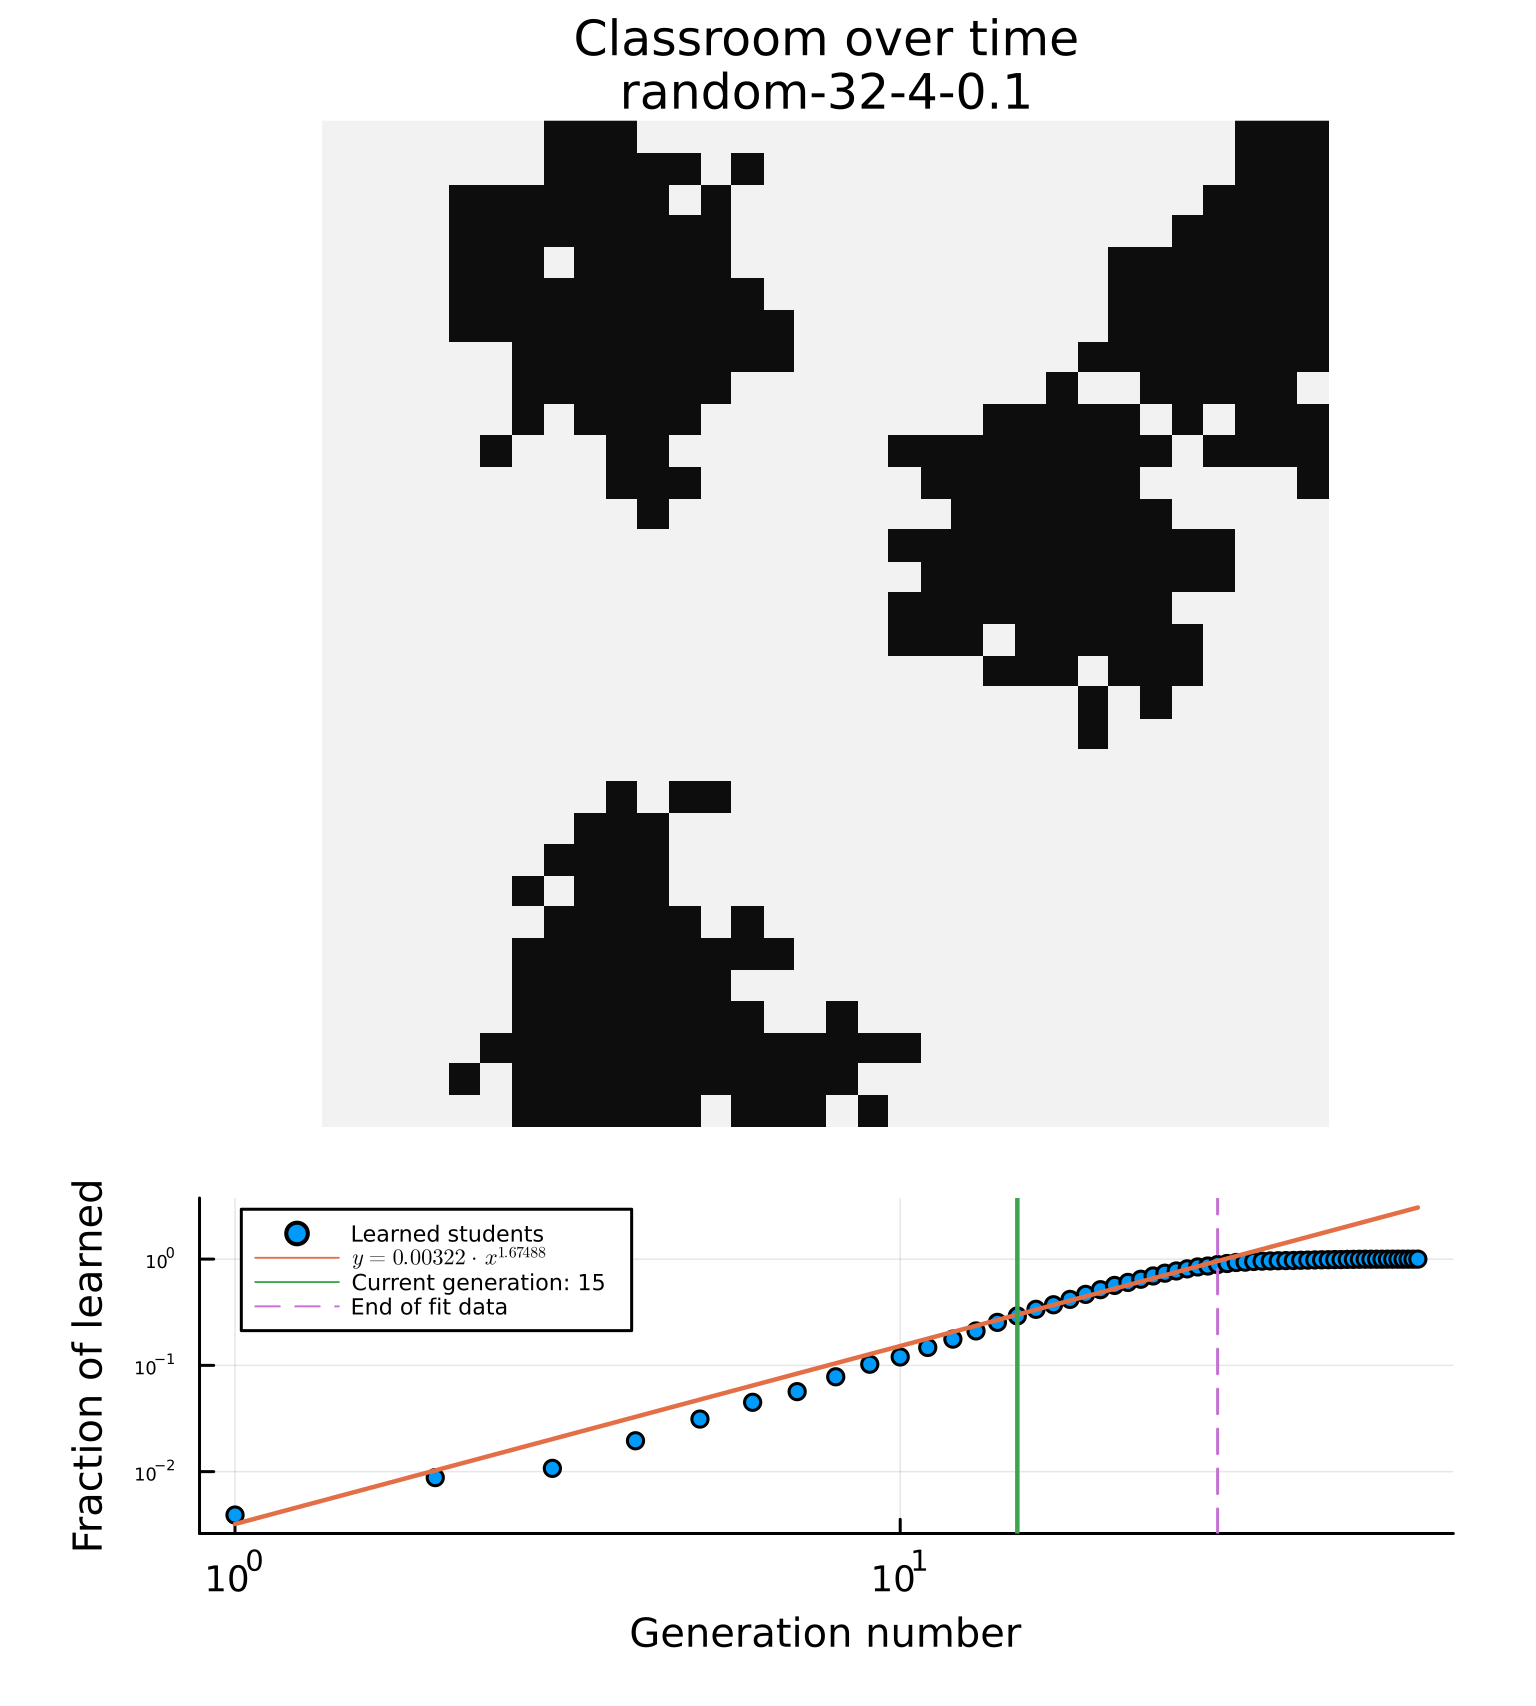 Classroom over time
random-32-4-0.1
Fraction of learned
10^0
10^-1
10^-2
Learned students
y = 0.00322 · x^1.67488
Current generation: 15
End of fit data
10^0
10^1
Generation number